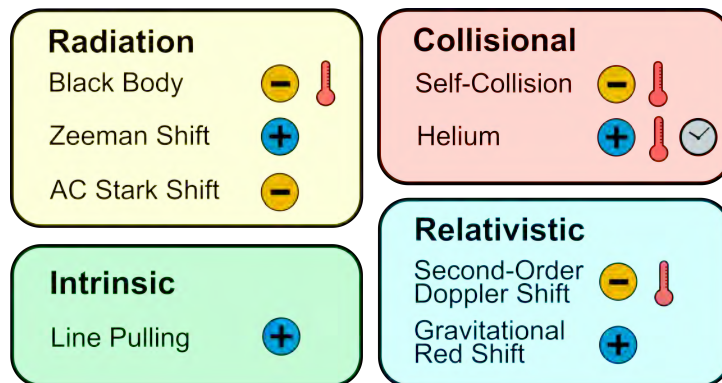 Radiation
Black Body −
Zeeman Shift +
AC Stark Shift −
Collisional
Self-Collision −
Helium +
Intrinsic
Line Pulling +
Relativistic
Second-Order
Doppler Shift −
Gravitational
Red Shift +